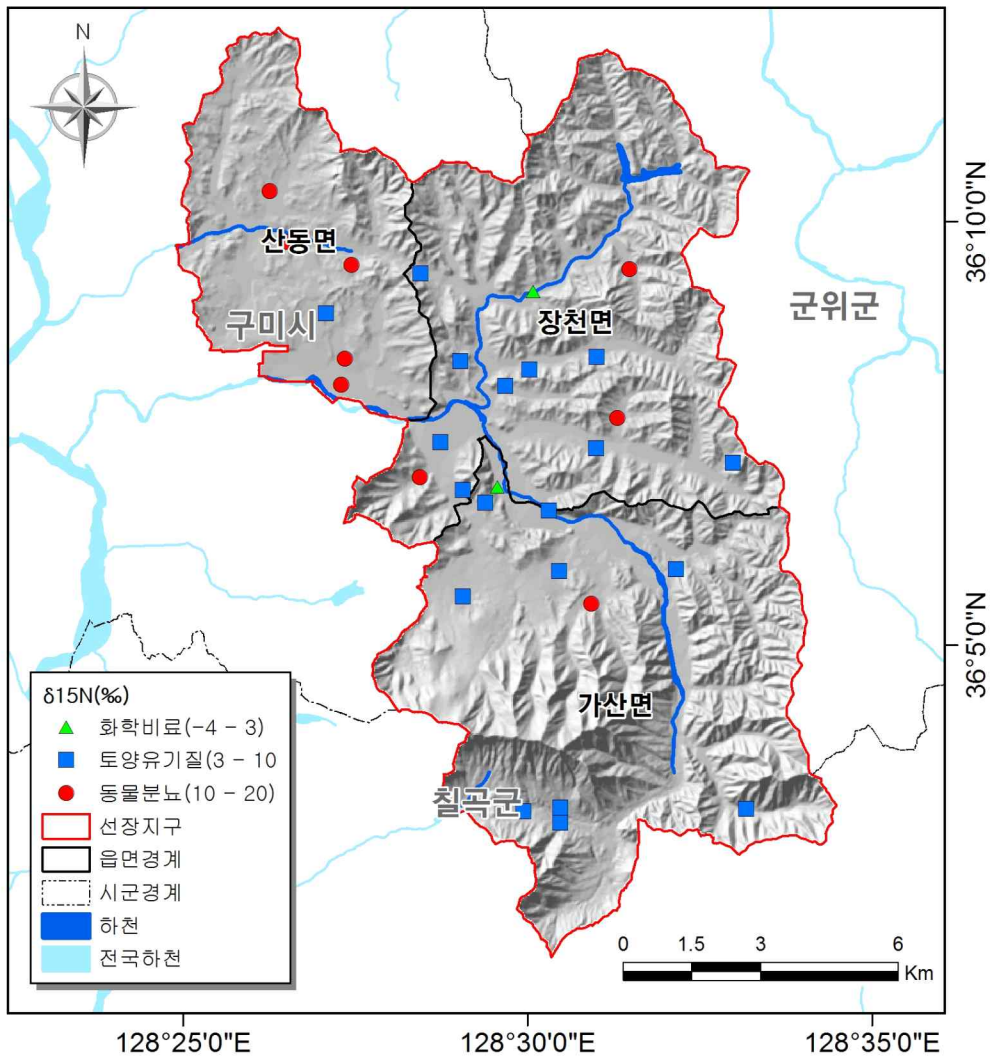 N
산동면
36°10'0"N
군위군
장천면
구미시
36°5'0"N
가산면
칠곡군
δ15N(‰)
화학비료(-4 - 3)
토양유기질(3 - 10
동물분뇨(10 - 20)
선장지구
읍면경계
시군경계
하천
전국하천
0 1.5 3 6
Km
128°25'0"E 128°30'0"E 128°35'0"E